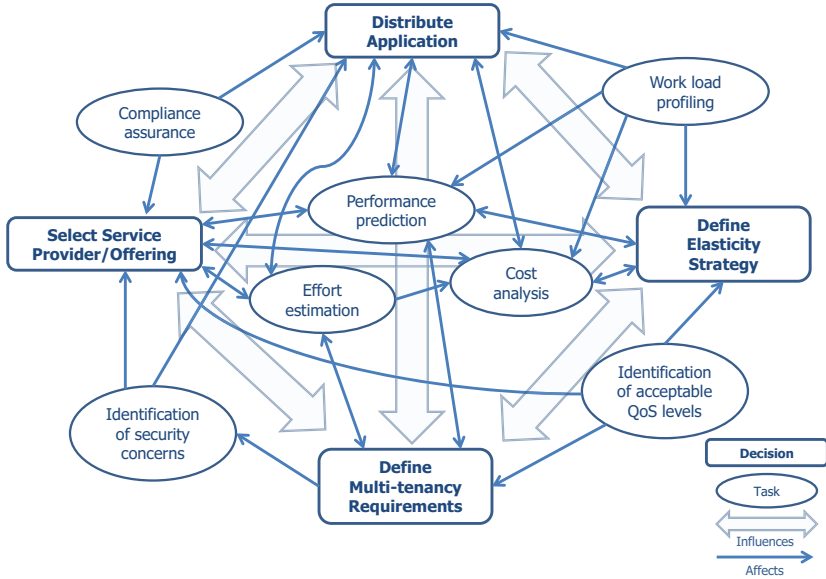 Distribute
Application
Compliance
assurance
Work load
profiling
Performance
prediction
Select Service
Provider/Offering
Define
Elasticity
Strategy
Effort
estimation
Cost
analysis
Identification
of security
concerns
Identification
of acceptable
QoS levels
Define
Multi-tenancy
Requirements
Decision
Task
Influences
Affects